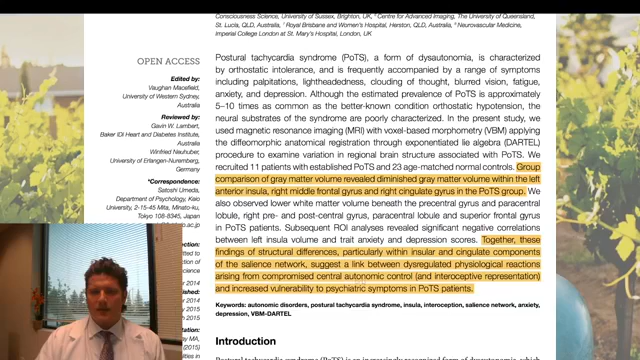 Consciousness Science, University of Sussex, Brighton, UK, 6 Centre for Advanced Imaging, The University of Queensland,
St. Lucia, QLD, Australia, 7 Royal Brisbane and Women's Hospital, Herston, QLD, Australia, 8 Neurovascular Medicine,
Imperial College London at St. Mary's Hospital, London, UK
OPEN ACCESS
Edited by:
Vaughan Macefield,
University of Western Sydney,
Australia
Reviewed by:
Gavin W. Lambert,
Baker IDI Heart and Diabetes Institute,
Australia
Winfried Neuhuber,
University of Erlangen-Nuremberg,
Germany
*Correspondence:
Satoshi Umeda,
Department of Psychology, Keio
University, 2-15-45 Mita, Minato-ku,
Tokyo 108-8345, Japan
o.ac.jp
ction:
itted to
2014
ished:
2014
tation:
Postural tachycardia syndrome (PoTS), a form of dysautonomia, is characterized
by orthostatic intolerance, and is frequently accompanied by a range of symptoms
including palpitations, lightheadedness, clouding of thought, blurred vision, fatigue,
anxiety, and depression. Although the estimated prevalence of PoTS is approximately
5–10 times as common as the better-known condition orthostatic hypotension, the
neural substrates of the syndrome are poorly characterized. In the present study, we
used magnetic resonance imaging (MRI) with voxel-based morphometry (VBM) applying
the diffeomorphic anatomical registration through exponentiated lie algebra (DARTEL)
procedure to examine variation in regional brain structure associated with PoTS. We
recruited 11 patients with established PoTS and 23 age-matched normal controls. Group
comparison of gray matter volume revealed diminished gray matter volume within the left
anterior insula, right middle frontal gyrus and right cingulate gyrus in the PoTS group. We
also observed lower white matter volume beneath the precentral gyrus and paracentral
lobule, right pre- and post-central gyrus, paracentral lobule and superior frontal gyrus
in PoTS patients. Subsequent ROI analyses revealed significant negative correlations
between left insula volume and trait anxiety and depression scores. Together, these
findings of structural differences, particularly within insular and cingulate components
of the salience network, suggest a link between dysregulated physiological reactions
arising from compromised central autonomic control (and interoceptive representation)
and increased vulnerability to psychiatric symptoms in PoTS patients.
Keywords: autonomic disorders, postural tachycardia syndrome, insula, interoception, salience network, anxiety,
depression, VBM-DARTEL
Introduction